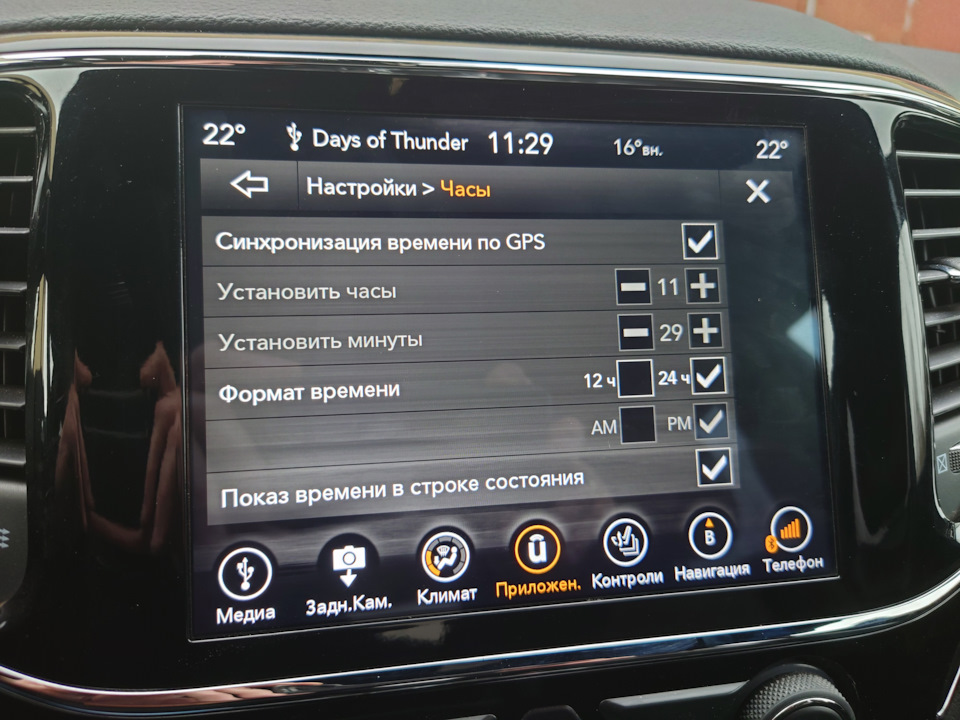 22° Days of Thunder 11:29 16°вн. 22°
Настройки > Часы
Синхронизация времени по GPS
Установить часы 11
Установить минуты 29
Формат времени 12 ч 24 ч
AM PM
Показ времени в строке состояния
Медиа Задн.Кам. Климат Приложен. Контроли Навигация Телефон